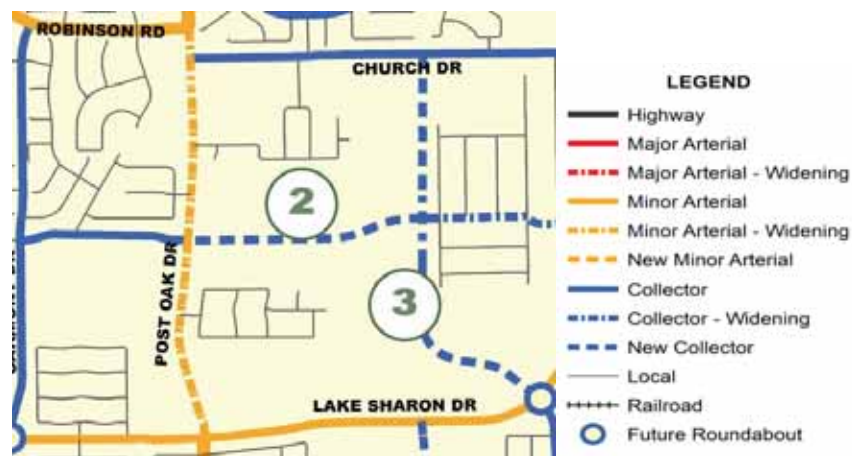 ROBINSON RD
CHURCH DR
2
3
POST OAK DR
LAKE SHARON DR
LEGEND
Highway
Major Arterial
Major Arterial - Widening
Minor Arterial
Minor Arterial - Widening
New Minor Arterial
Collector
Collector - Widening
New Collector
Local
Railroad
Future Roundabout